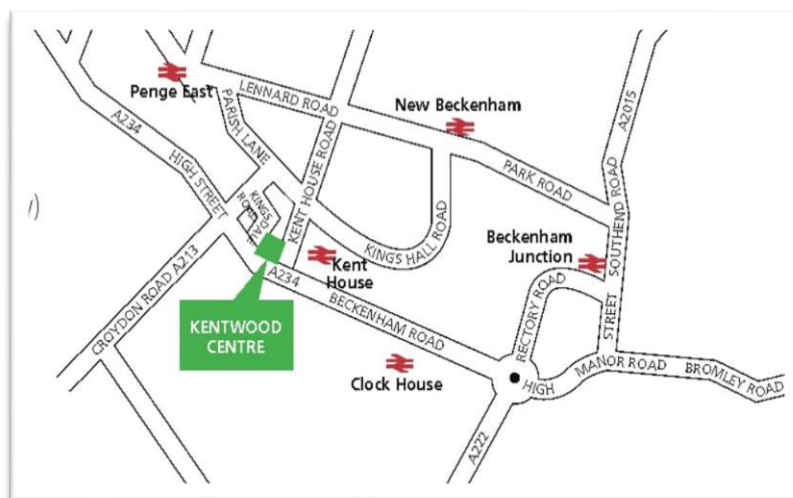 Penge East
LENNARD ROAD
New Beckenham
A2015
A234
PARISH LANE
PARK ROAD
HIGH STREET
KENT HOUSE ROAD
SOUTHEND ROAD
KINGS
ROAD
KINGS HALL ROAD
Beckenham
Junction
Kent
House
A234
CROYDON ROAD A213
BECKENHAM ROAD
RECTORY ROAD
STREET
KENTWOOD
CENTRE
Clock House
HIGH
MANOR ROAD
BROMLEY ROAD
A222